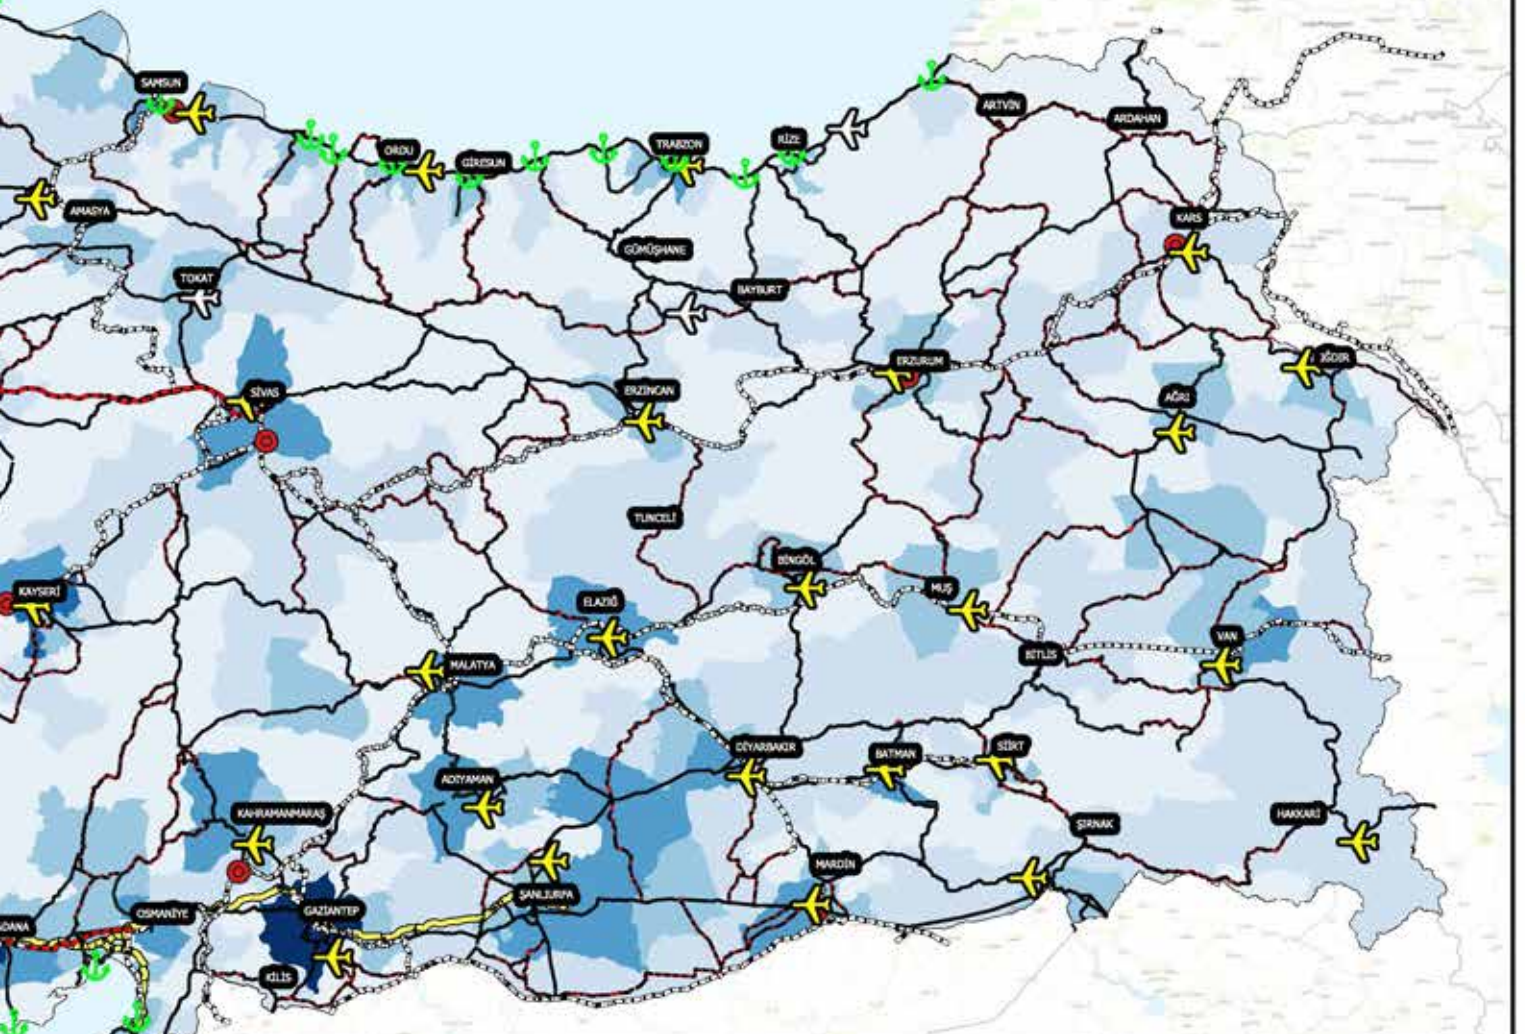 SAMSUN
ARTVİN
ARDAHAN
ORDU
GİRESUN
TRABZON
RİZE
AMASYA
KARS
GÜMÜŞHANE
TOKAT
BAYBURT
ERZURUM
IĞDIR
SİVAS
ERZİNCAN
AĞRI
TUNCELİ
BİNGÖL
KAYSERİ
ELAZIĞ
MUŞ
VAN
BİTLİS
MALATYA
DİYARBAKIR
BATMAN
SİİRT
ADIYAMAN
KAHRAMANMARAŞ
HAKKARİ
ŞIRNAK
MARDİN
ŞANLIURFA
OSMANİYE
GAZİANTEP
DANA
KİLİS